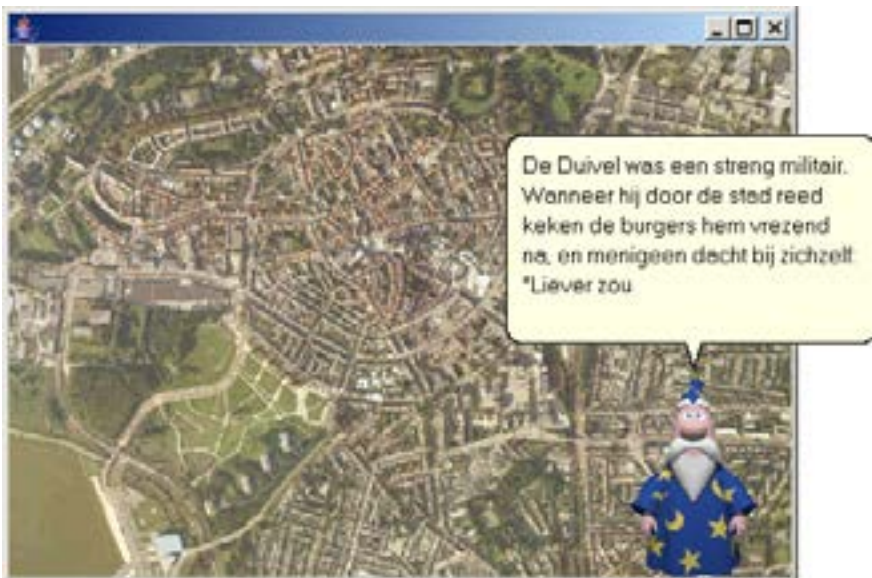 De Duivel was een streng militair.
Wanneer hij door de stad reed
keken de burgers hem vrezend
na, en menigeen dacht bij zichzelf:
"Liever zou